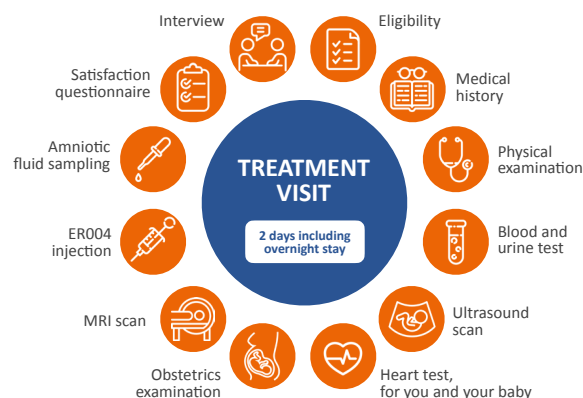 Interview
Eligibility
Satisfaction
questionnaire
Medical
history
Amniotic
fluid sampling
TREATMENT
VISIT
Physical
examination
2 days including
overnight stay
ER004
injection
Blood and
urine test
MRI scan
Ultrasound
scan
Obstetrics
examination
Heart test,
for you and your baby